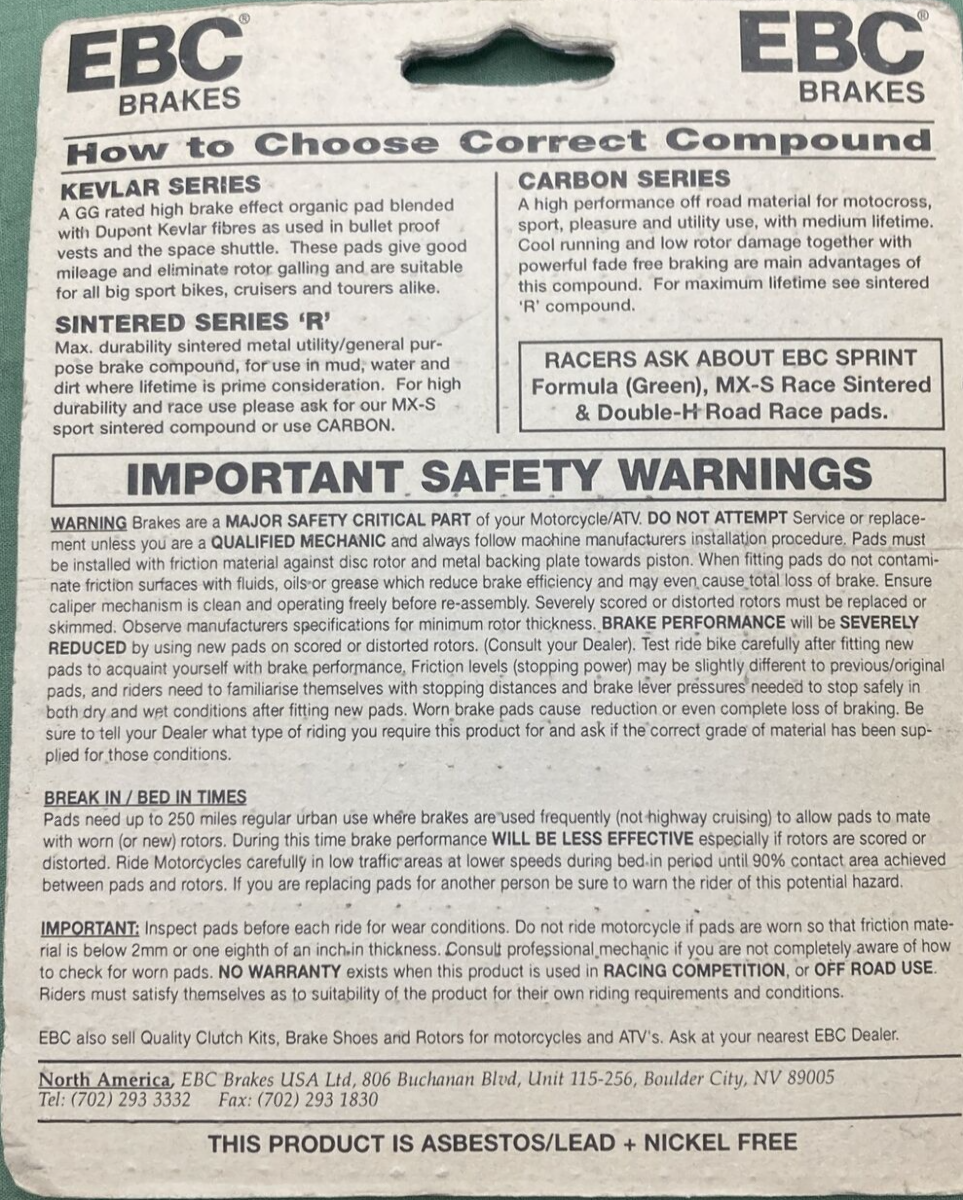 EBC® EBC®
BRAKES BRAKES
How to Choose Correct Compound
KEVLAR SERIES
A GG rated high brake effect organic pad blended
with Dupont Kevlar fibres as used in bullet proof
vests and the space shuttle. These pads give good
mileage and eliminate rotor galling and are suitable
for all big sport bikes, cruisers and tourers alike.
SINTERED SERIES ‘R’
Max. durability sintered metal utility/general pur-
pose brake compound, for use in mud, water and
dirt where lifetime is prime consideration. For high
durability and race use please ask for our MX-S
sport sintered compound or use CARBON.
CARBON SERIES
A high performance off road material for motocross,
sport, pleasure and utility use, with medium lifetime.
Cool running and low rotor damage together with
powerful fade free braking are main advantages of
this compound. For maximum lifetime see sintered
‘R’ compound.
RACERS ASK ABOUT EBC SPRINT
Formula (Green), MX-S Race Sintered
& Double-H Road Race pads.
IMPORTANT SAFETY WARNINGS
WARNING Brakes are a MAJOR SAFETY CRITICAL PART of your Motorcycle/ATV. DO NOT ATTEMPT Service or replace-
ment unless you are a QUALIFIED MECHANIC and always follow machine manufacturers installation procedure. Pads must
be installed with friction material against disc rotor and metal backing plate towards piston. When fitting pads do not contami-
nate friction surfaces with fluids, oils or grease which reduce brake efficiency and may even cause total loss of brake. Ensure
caliper mechanism is clean and operating freely before re-assembly. Severely scored or distorted rotors must be replaced or
skimmed. Observe manufacturers specifications for minimum rotor thickness. BRAKE PERFORMANCE will be SEVERELY
REDUCED by using new pads on scored or distorted rotors. (Consult your Dealer). Test ride bike carefully after fitting new
pads to acquaint yourself with brake performance, Friction levels (stopping power) may be slightly different to previous/original
pads, and riders need to familiarise themselves with stopping distances and brake lever pressures needed to stop safely in
both dry and wet conditions after fitting new pads. Worn brake pads cause reduction or even complete loss of braking. Be
sure to tell your Dealer what type of riding you require this product for and ask if the correct grade of material has been sup-
plied for those conditions.
BREAK IN / BED IN TIMES
Pads need up to 250 miles regular urban use where brakes are used frequently (not highway cruising) to allow pads to mate
with worn (or new) rotors. During this time brake performance WILL BE LESS EFFECTIVE especially if rotors are scored or
distorted. Ride Motorcycles carefully in low traffic areas at lower speeds during bed in period until 90% contact area achieved
between pads and rotors. If you are replacing pads for another person be sure to warn the rider of this potential hazard.
IMPORTANT: Inspect pads before each ride for wear conditions. Do not ride motorcycle if pads are worn so that friction mate-
rial is below 2mm or one eighth of an inch in thickness. Consult professional mechanic if you are not completely aware of how
to check for worn pads. NO WARRANTY exists when this product is used in RACING COMPETITION, or OFF ROAD USE.
Riders must satisfy themselves as to suitability of the product for their own riding requirements and conditions.
EBC also sell Quality Clutch Kits, Brake Shoes and Rotors for motorcycles and ATV's. Ask at your nearest EBC Dealer.
North America, EBC Brakes USA Ltd, 806 Buchanan Blvd, Unit 115-256, Boulder City, NV 89005
Tel: (702) 293 3332 Fax: (702) 293 1830
THIS PRODUCT IS ASBESTOS/LEAD + NICKEL FREE